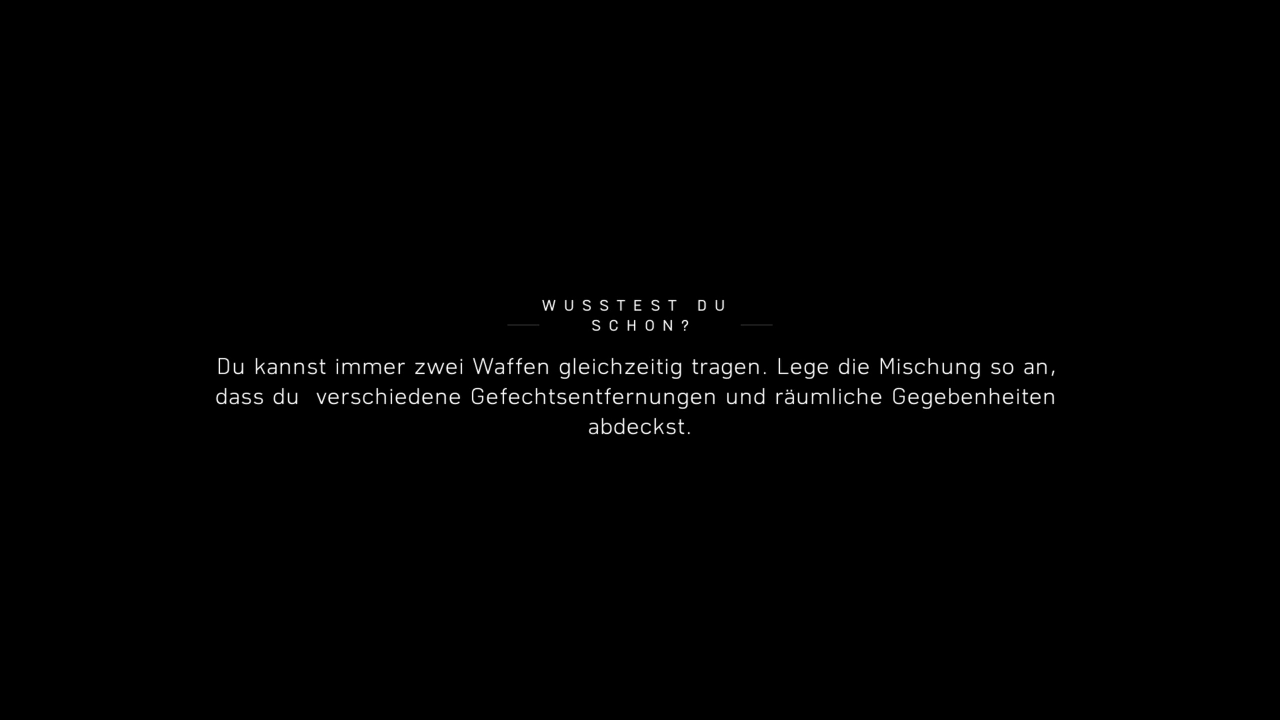 WUSSTEST DU
SCHON?
Du kannst immer zwei Waffen gleichzeitig tragen. Lege die Mischung so an,
dass du  verschiedene Gefechtsentfernungen und räumliche Gegebenheiten
abdeckst.